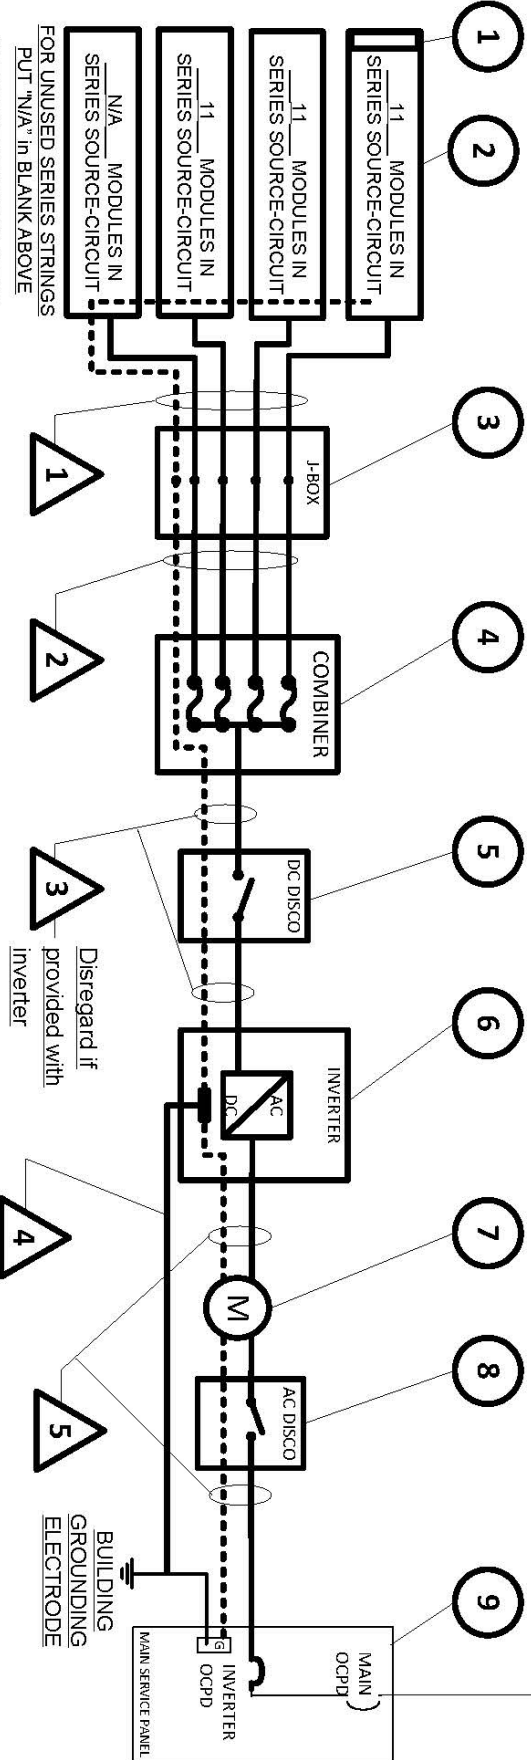 1
2
3
4
5
6
7
8
9
11 MODULES IN
SERIES SOURCE-CIRCUIT
11 MODULES IN
SERIES SOURCE-CIRCUIT
11 MODULES IN
SERIES SOURCE-CIRCUIT
N/A MODULES IN
SERIES SOURCE-CIRCUIT
FOR UNUSED SERIES STRINGS
PUT "N/A" in BLANK ABOVE
J-BOX
COMBINER
DC DISCO
INVERTER
AC
DC
M
AC DISCO
MAIN
OCPD
INVERTER
OCPD
G
MAIN SERVICE PANEL
1
2
3
Disregard if
provided with
inverter
4
5
BUILDING
GROUNDING
ELECTRODE